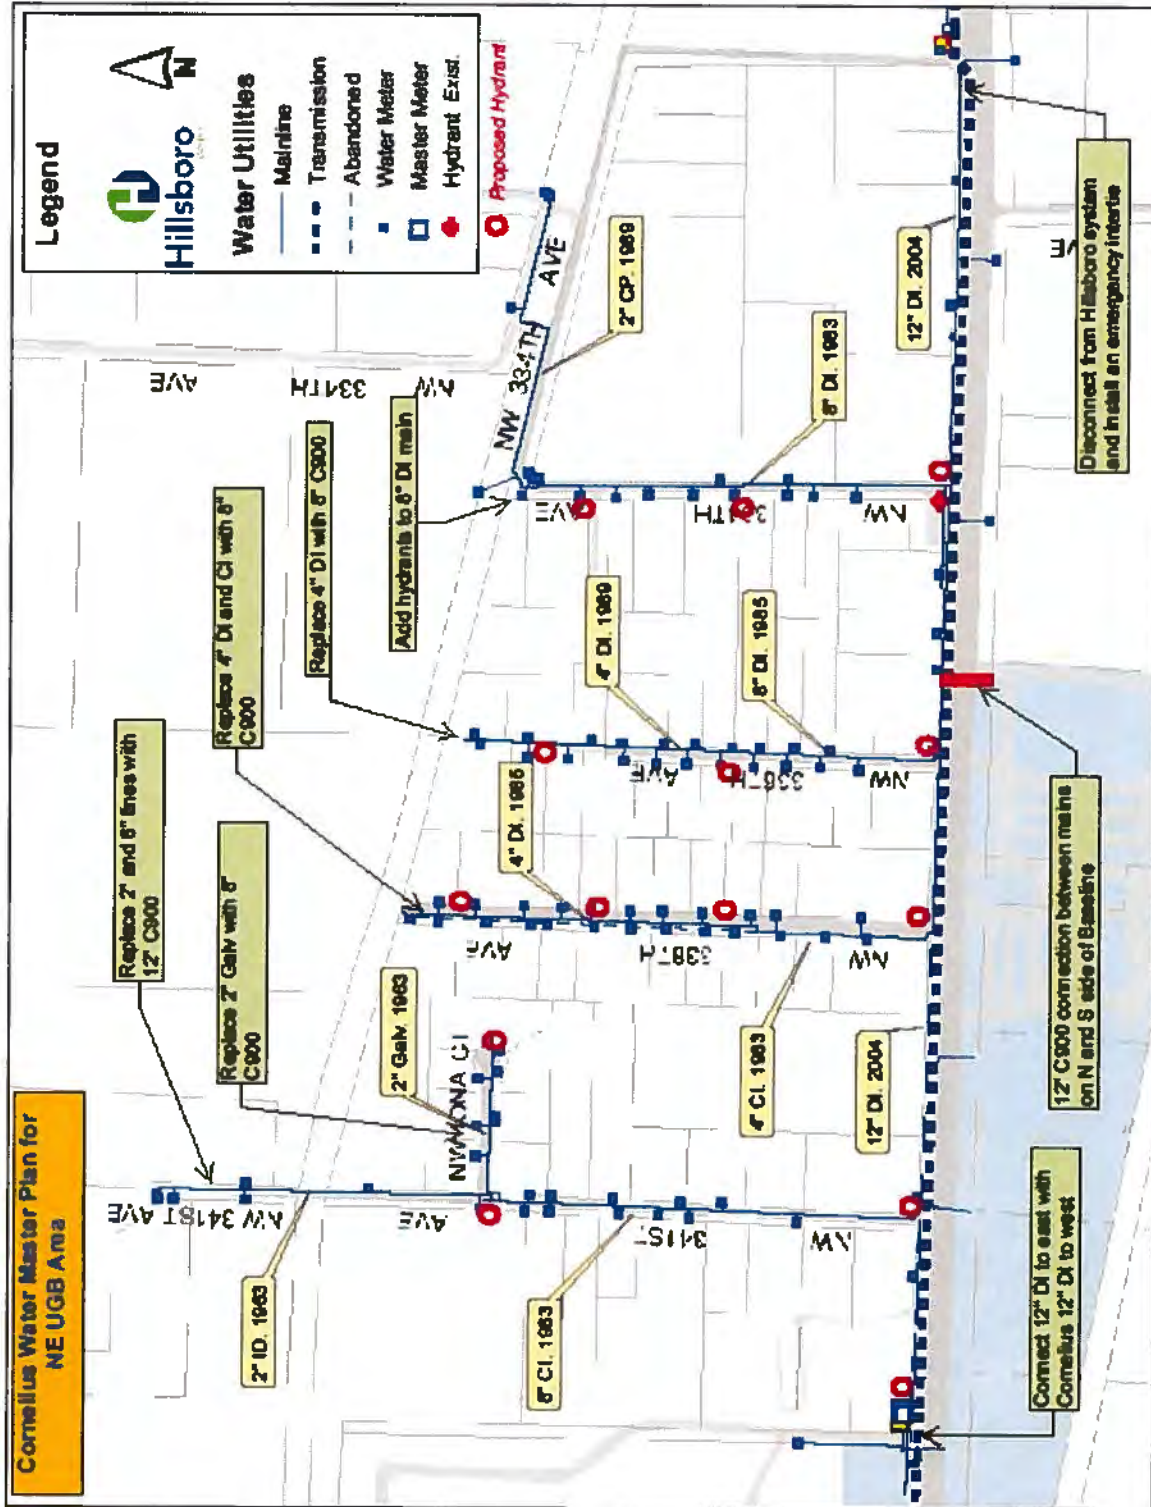 Cornelius Water Master Plan for
NE UGB Area
Legend
Hillsboro
N
Water Utilities
Mainline
Transmission
Abandoned
Water Meter
Master Meter
Hydrant Exist.
Proposed Hydrant
Replace 2" and 6" lines with
12" C900
Replace 2" Galv with 8"
C900
Replace 4" DI and CI with 8"
C900
Replace 4" DI with 8" C900
Add hydrants to 8" DI main
NW 334TH AVE
NW 334TH AVE
2" CP. 1969
2" ID. 1963
NW 341ST AVE
2" Galv. 1963
NW MONA CT
AVE
341ST
NW
8" CI. 1963
AVE
338TH
NW
4" DI. 1985
4" CI. 1963
AVE
336TH
NW
4" DI. 1969
8" DI. 1985
AVE
334TH
NW
8" DI. 1983
12" DI. 2004
12" DI. 2004
AVE
Connect 12" DI to east with
Cornelius 12" DI to west
12" C900 connection between mains
on N and S side of Baseline
Disconnect from Hillsboro system
and install an emergency intertie